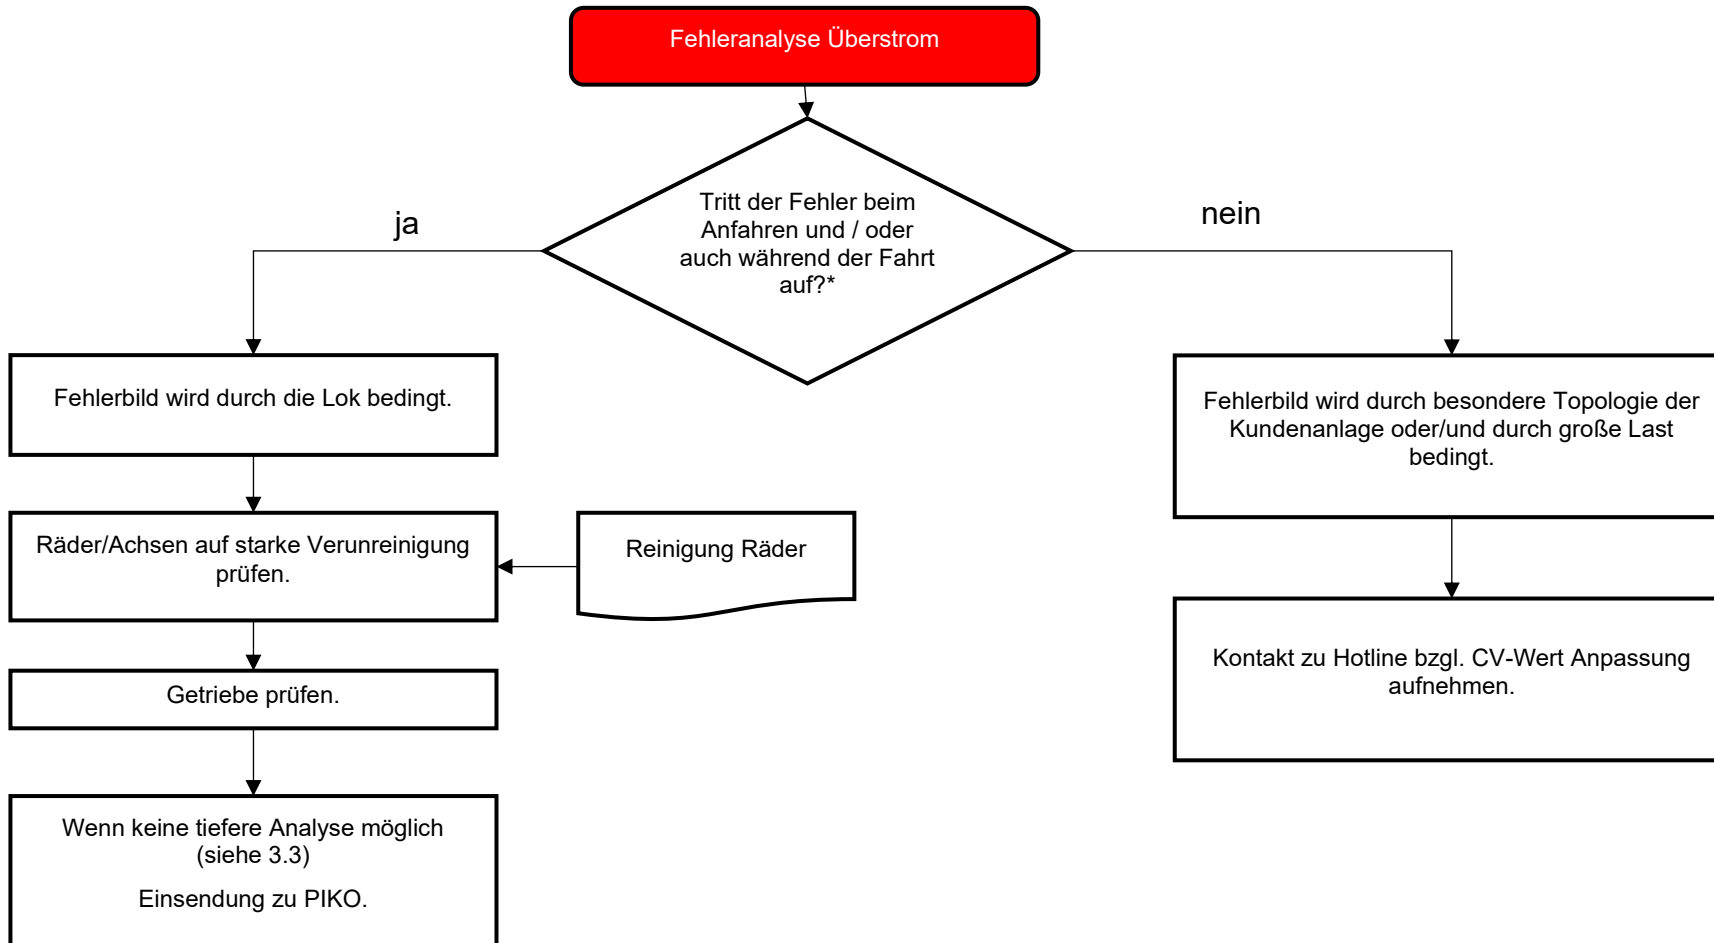 Fehleranalyse Überstrom
Tritt der Fehler beim
Anfahren und / oder
auch während der Fahrt
auf?*
ja
nein
Fehlerbild wird durch die Lok bedingt.
Räder/Achsen auf starke Verunreinigung
prüfen.
Reinigung Räder
Getriebe prüfen.
Wenn keine tiefere Analyse möglich
(siehe 3.3)
Einsendung zu PIKO.
Fehlerbild wird durch besondere Topologie der
Kundenanlage oder/und durch große Last
bedingt.
Kontakt zu Hotline bzgl. CV-Wert Anpassung
aufnehmen.